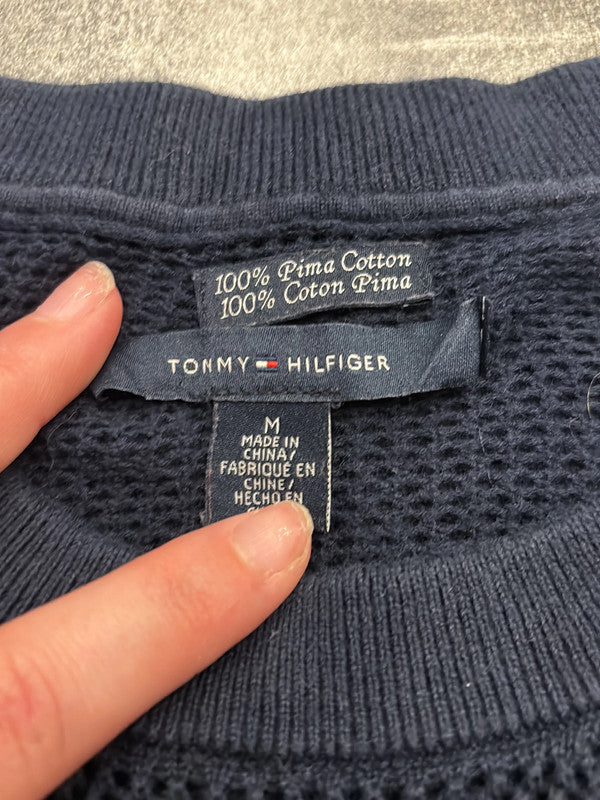 100% Pima Cotton
100% Coton Pima
TOMMY HILFIGER
M
MADE IN
CHINA/
FABRIQUÉ EN
CHINE/
HECHO EN